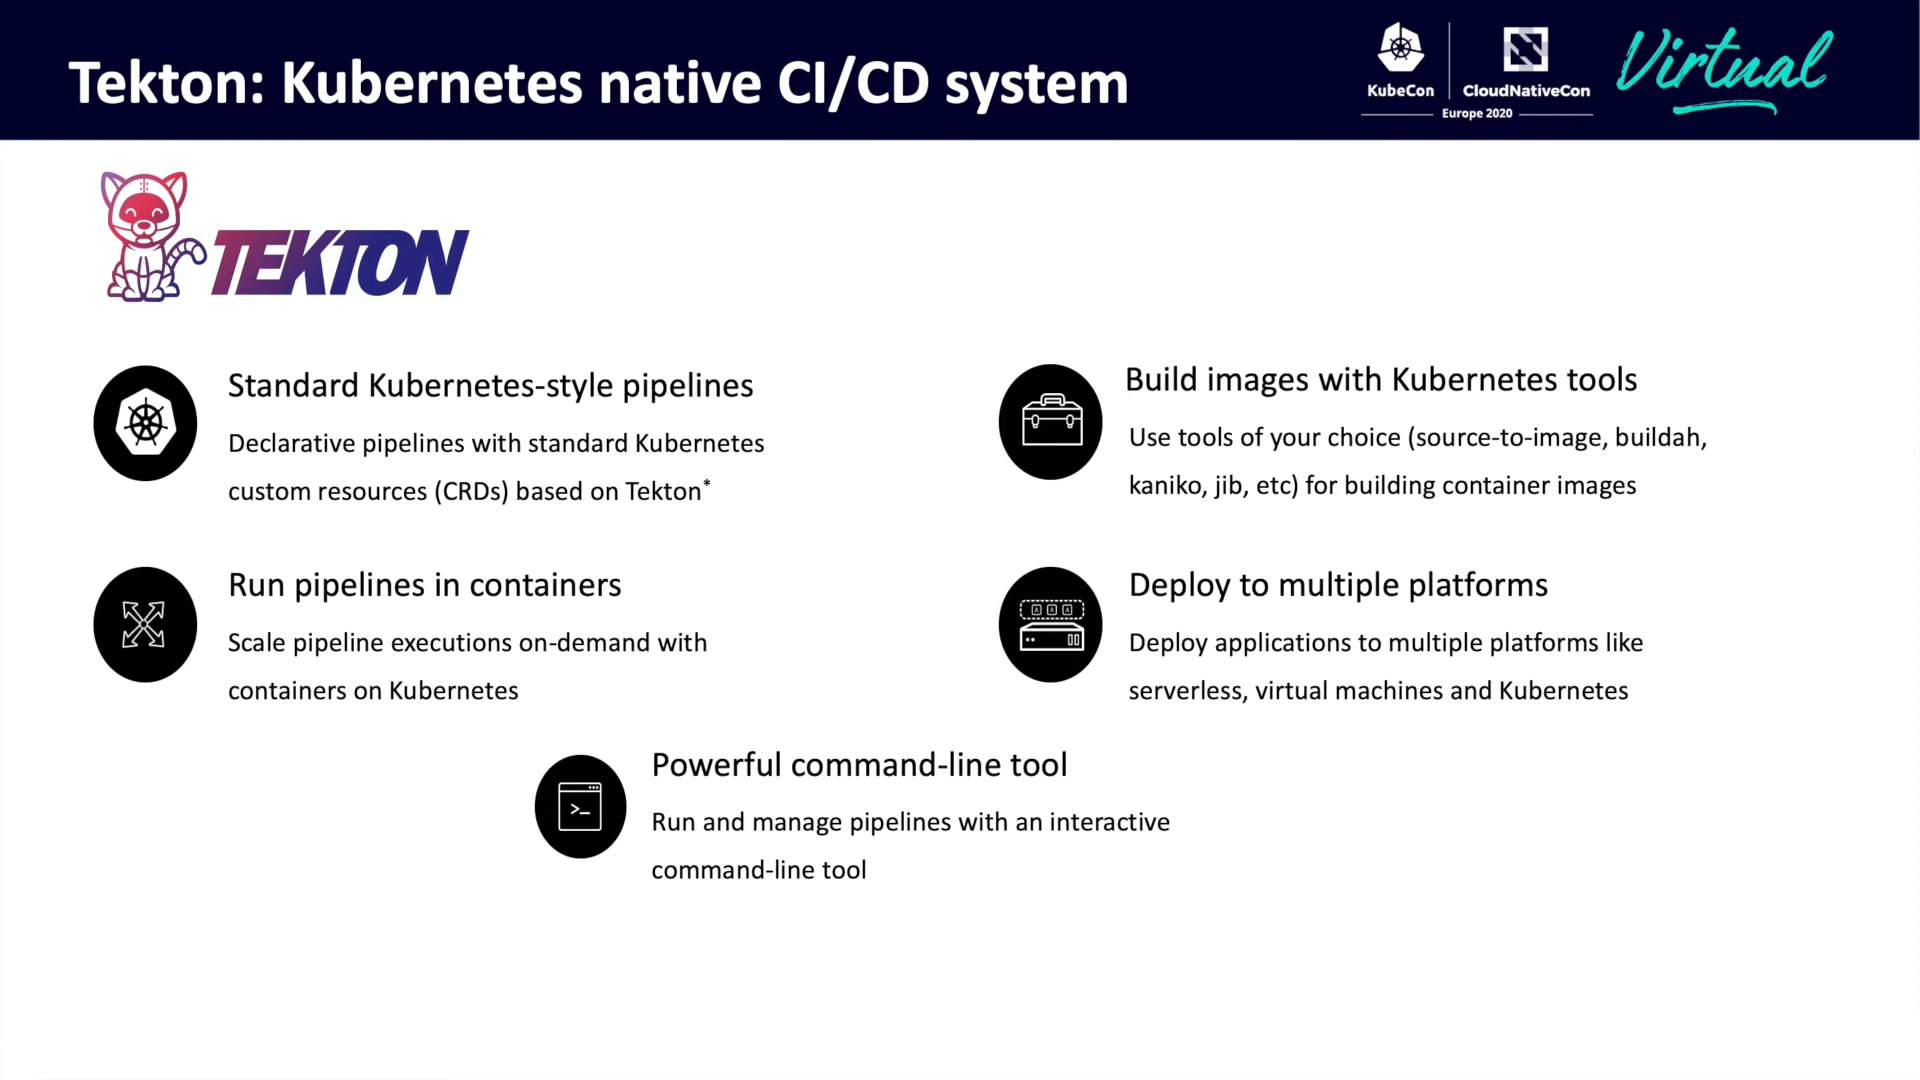 Tekton: Kubernetes native CI/CD system
KubeCon
CloudNativeCon
Europe 2020
Virtual
TEKTON
Standard Kubernetes-style pipelines
Declarative pipelines with standard Kubernetes
custom resources (CRDs) based on Tekton*
Build images with Kubernetes tools
Use tools of your choice (source-to-image, buildah,
kaniko, jib, etc) for building container images
Run pipelines in containers
Scale pipeline executions on-demand with
containers on Kubernetes
A A A
Deploy to multiple platforms
Deploy applications to multiple platforms like
serverless, virtual machines and Kubernetes
>_
Powerful command-line tool
Run and manage pipelines with an interactive
command-line tool